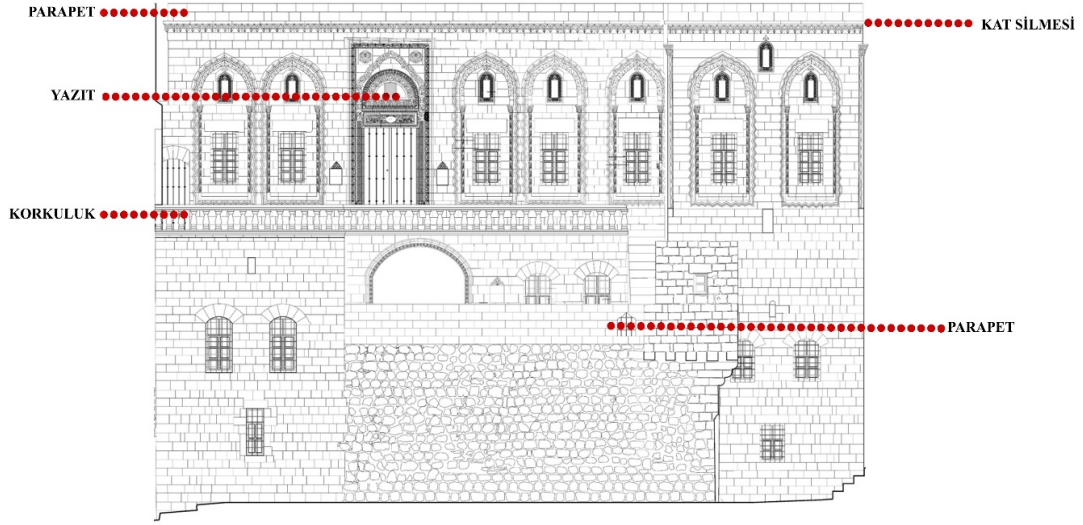 PARAPET
KAT SİLMESİ
YAZIT
KORKULUK
PARAPET